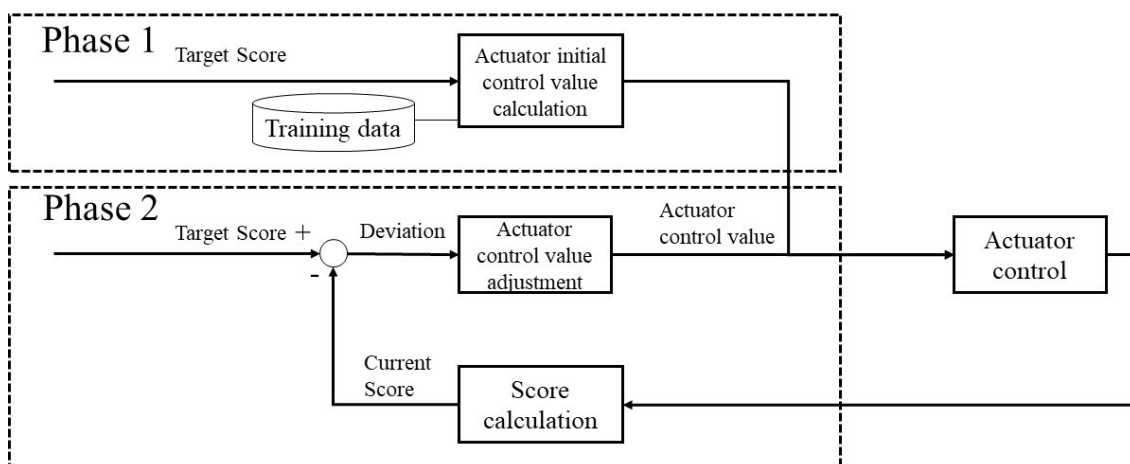 Phase 1
Target Score
Actuator initial
control value
calculation
Training data
Phase 2
Target Score +
-
Deviation
Actuator
control value
adjustment
Actuator
control value
Actuator
control
Current
Score
Score
calculation